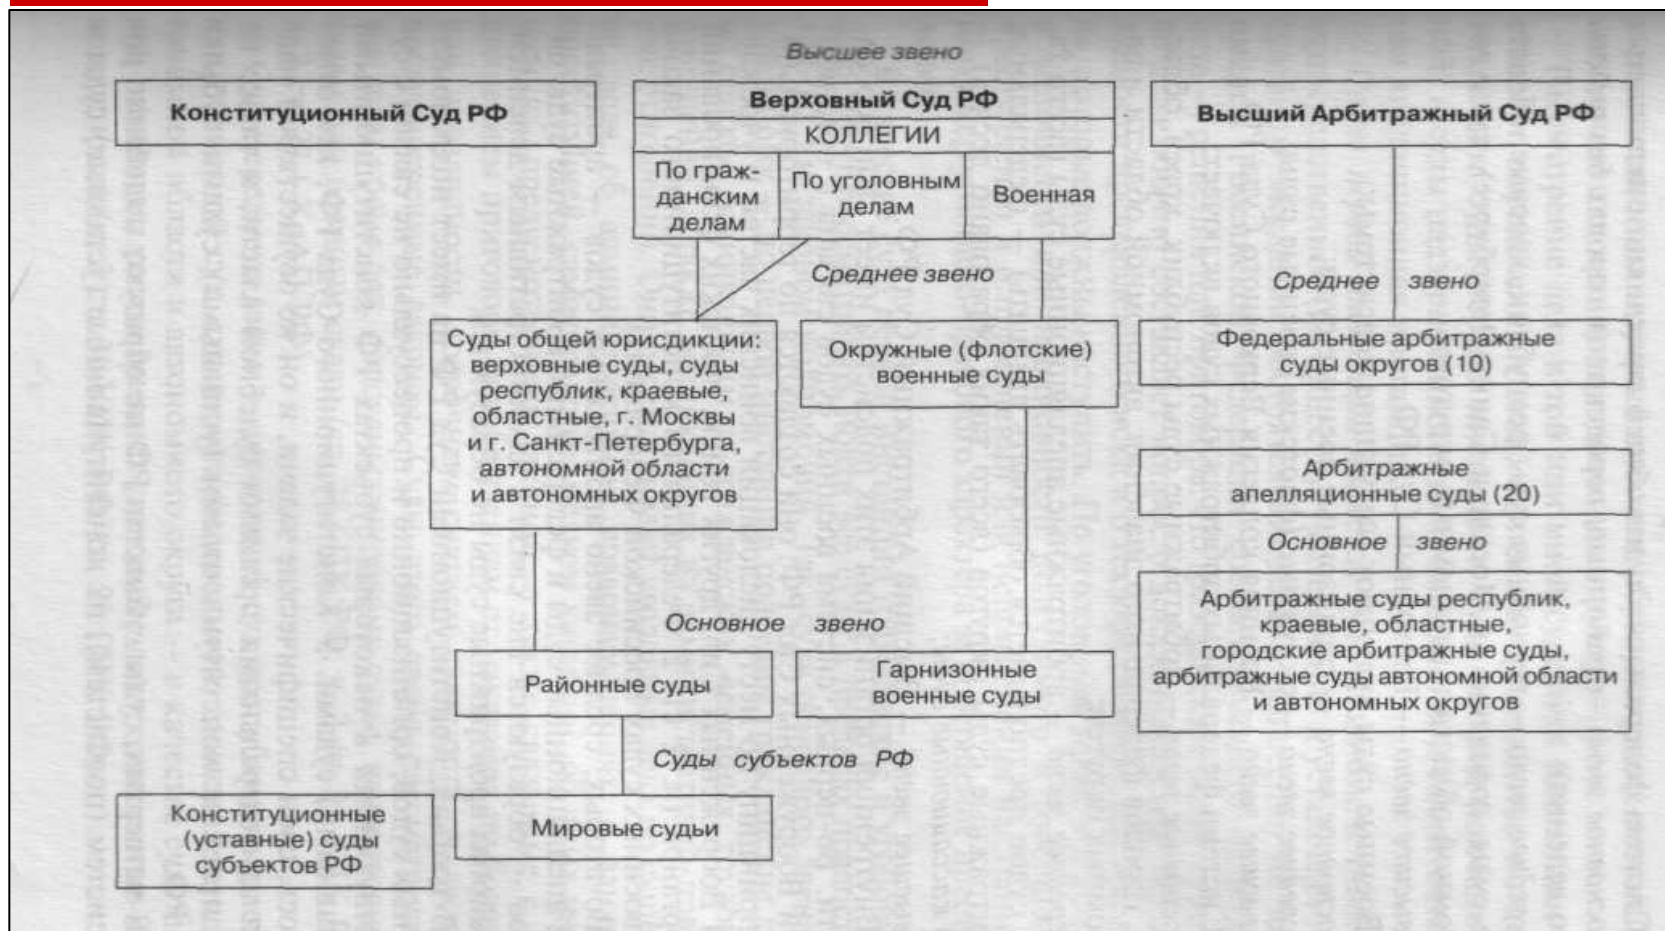 Высшее звено
Конституционный Суд РФ
Верховный Суд РФ
КОЛЛЕГИИ
По граж-
данским
делам
По уголовным
делам
Военная
Высший Арбитражный Суд РФ
Среднее звено
Среднее звено
Суды общей юрисдикции:
верховные суды, суды
республик, краевые,
областные, г. Москвы
и г. Санкт-Петербурга,
автономной области
и автономных округов
Окружные (флотские)
военные суды
Федеральные арбитражные
суды округов (10)
Арбитражные
апелляционные суды (20)
Основное звено
Арбитражные суды республик,
краевые, областные,
городские арбитражные суды,
арбитражные суды автономной области
и автономных округов
Основное звено
Районные суды
Гарнизонные
военные суды
Суды субъектов РФ
Конституционные
(уставные) суды
субъектов РФ
Мировые судьи